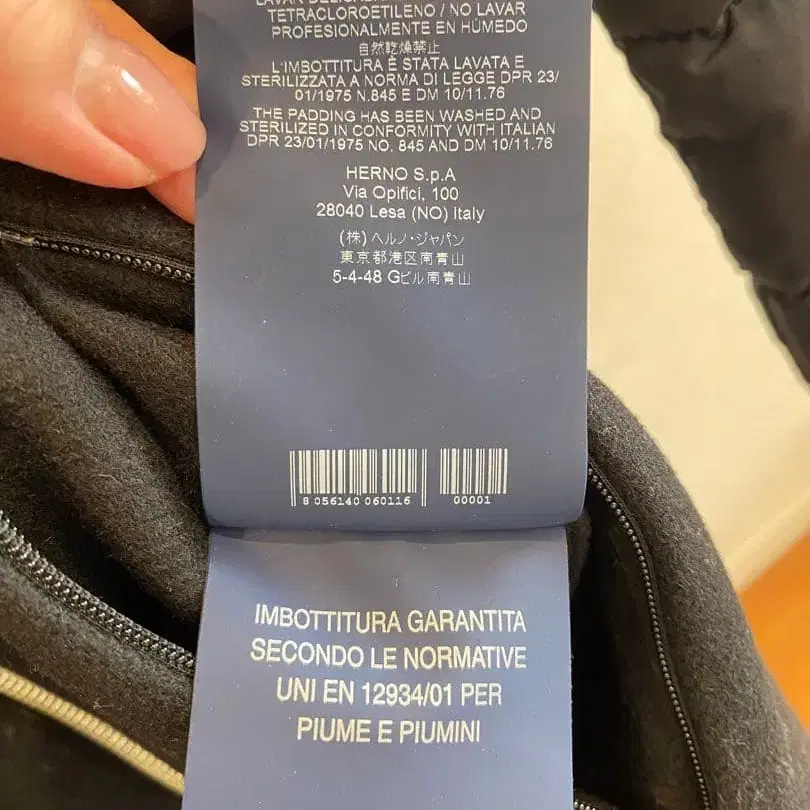 LAVAR DELICADA
TETRACLOROETILENO / NO LAVAR
PROFESIONALMENTE EN HÚMEDO
自然乾燥禁止
L'IMBOTTITURA È STATA LAVATA E
STERILIZZATA A NORMA DI LEGGE DPR 23/
01/1975 N.845 E DM 10/11.76
THE PADDING HAS BEEN WASHED AND
STERILIZED IN CONFORMITY WITH ITALIAN
DPR 23/01/1975 NO. 845 AND DM 10/11.76
HERNO S.p.A
Via Opifici, 100
28040 Lesa (NO) Italy
(株) ヘルノ・ジャパン
東京都港区南青山
5-4-48 Gビル南青山
8 056140 060116 00001
IMBOTTITURA GARANTITA
SECONDO LE NORMATIVE
UNI EN 12934/01 PER
PIUME E PIUMINI